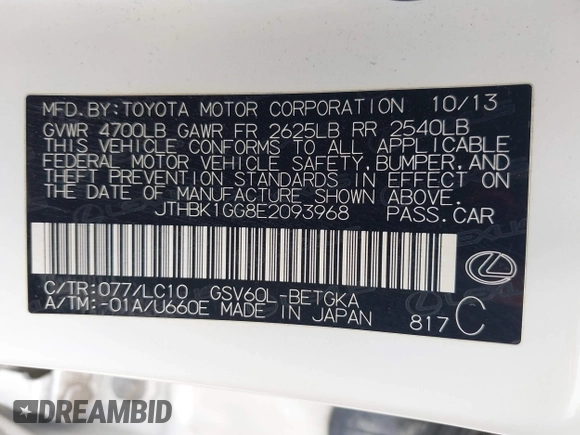 MFD.BY:TOYOTA MOTOR CORPORATION 10/13
GVWR 4700LB GAWR FR 2625LB RR 2540LB
THIS VEHICLE CONFORMS TO ALL APPLICABLE
FEDERAL MOTOR VEHICLE SAFETY, BUMPER, AND
THEFT PREVENTION STANDARDS IN EFFECT ON
THE DATE OF MANUFACTURE SHOWN ABOVE.
JTHBK1GG8E2093968 PASS.CAR
C/TR:077/LC10 GSV60L-BETGKA
A/TM:-01A/U660E MADE IN JAPAN 817C
DREAMBID